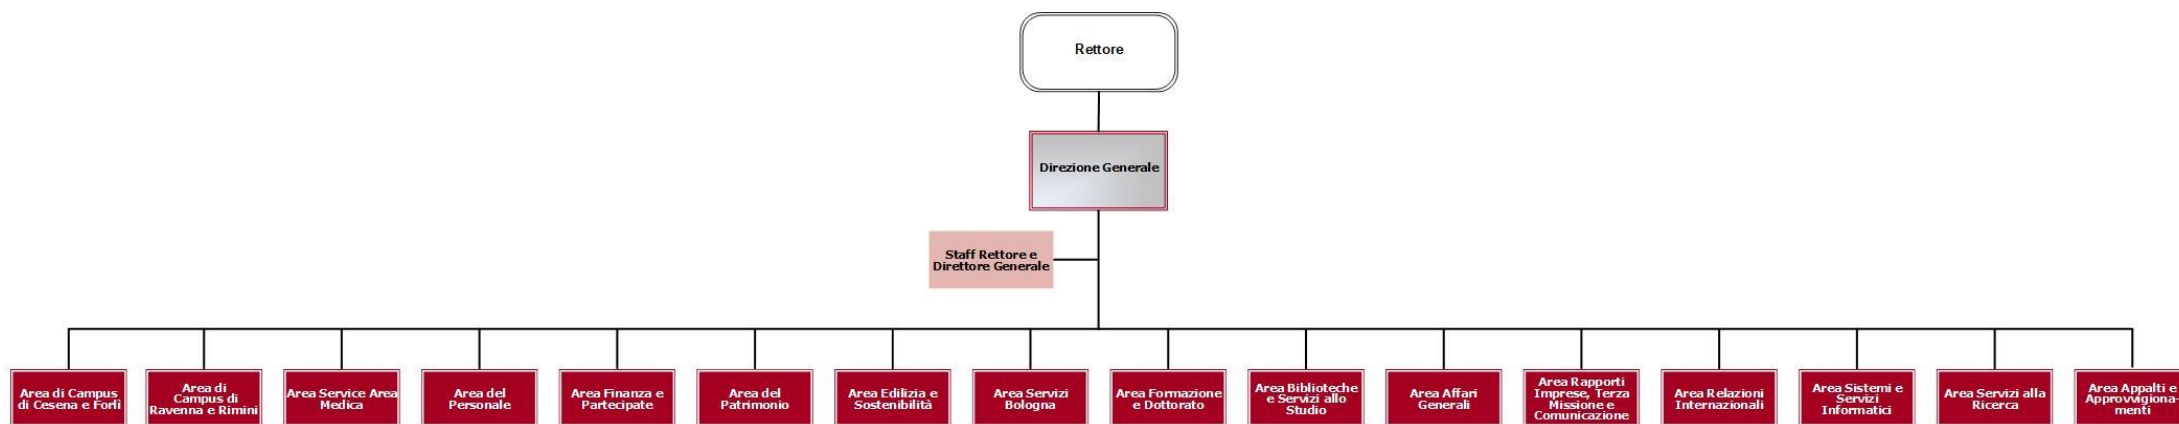 Rettore
Direzione Generale
Staff Rettore e
Direttore Generale
Area di Campus
di Cesena e Forlì
Area di
Campus di
Ravenna e Rimini
Area Service Area
Medica
Area del
Personale
Area Finanza e
Partecipate
Area del
Patrimonio
Area Edilizia e
Sostenibilità
Area Servizi
Bologna
Area Formazione
e Dottorato
Area Biblioteche
e Servizi allo
Studio
Area Affari
Generali
Area Rapporti
Imprese, Terza
Missione e
Comunicazione
Area Relazioni
Internazionali
Area Sistemi e
Servizi
Informatici
Area Servizi alla
Ricerca
Area Appalti e
Approvvigiona-
menti